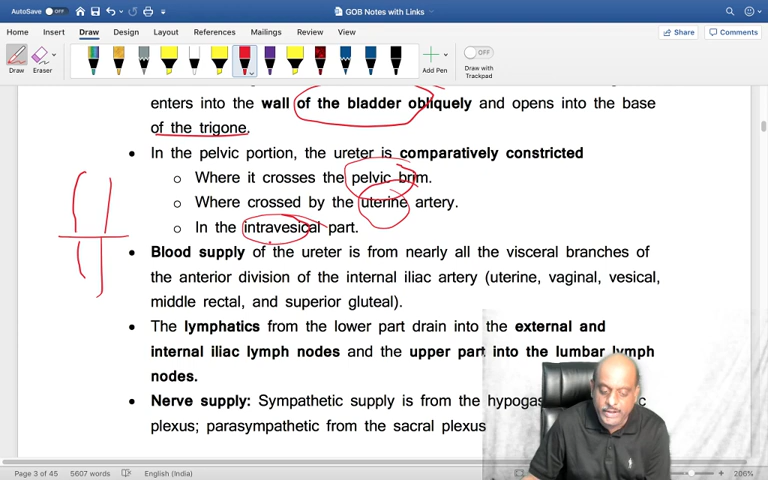 AutoSave OFF
GOB Notes with Links
Home Insert Draw Design Layout References Mailings Review View Share Comments
Draw Eraser Add Pen Draw with Trackpad OFF
enters into the wall of the bladder obliquely and opens into the base
of the trigone.
• In the pelvic portion, the ureter is comparatively constricted
o Where it crosses the pelvic brim.
o Where crossed by the uterine artery.
o In the intravesical part.
• Blood supply of the ureter is from nearly all the visceral branches of
the anterior division of the internal iliac artery (uterine, vaginal, vesical,
middle rectal, and superior gluteal).
• The lymphatics from the lower part drain into the external and
internal iliac lymph nodes and the upper part into the lumbar lymph
nodes.
• Nerve supply: Sympathetic supply is from the hypogas c
plexus; parasympathetic from the sacral plexus
Page 3 of 45 5607 words English (India) 206%